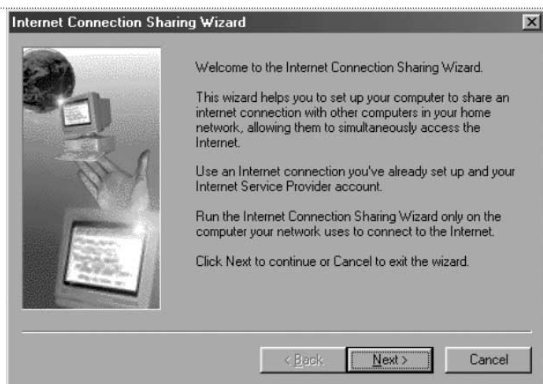 Internet Connection Sharing Wizard
Welcome to the Internet Connection Sharing Wizard.
This wizard helps you to set up your computer to share an
internet connection with other computers in your home
network, allowing them to simultaneously access the
Internet.
Use an Internet connection you've already set up and your
Internet Service Provider account.
Run the Internet Connection Sharing Wizard only on the
computer your network uses to connect to the Internet.
Click Next to continue or Cancel to exit the wizard.
< Back Next > Cancel